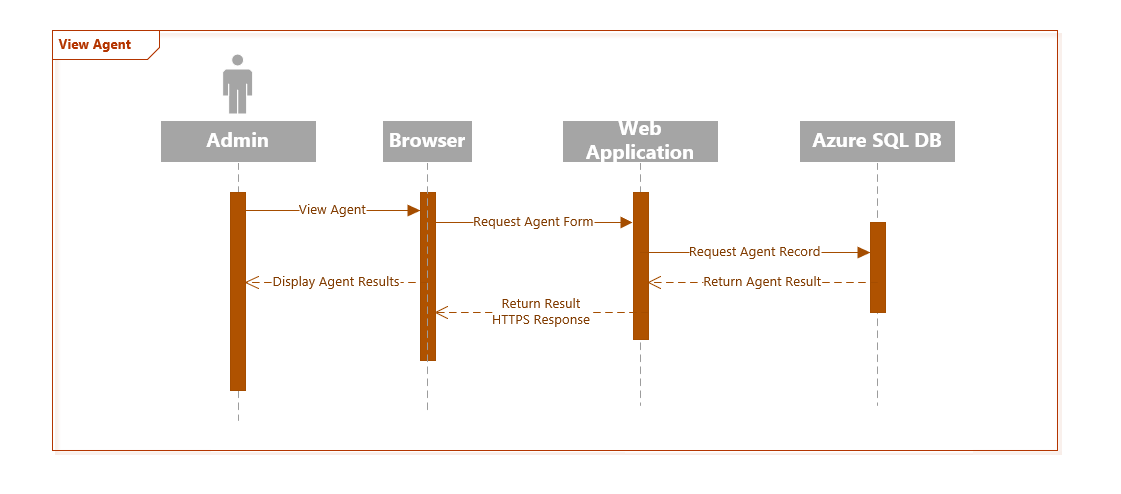 View Agent
Admin
Browser
Web
Application
Azure SQL DB
View Agent
Request Agent Form
Request Agent Record
Display Agent Results
Return Agent Result
Return Result
HTTPS Response